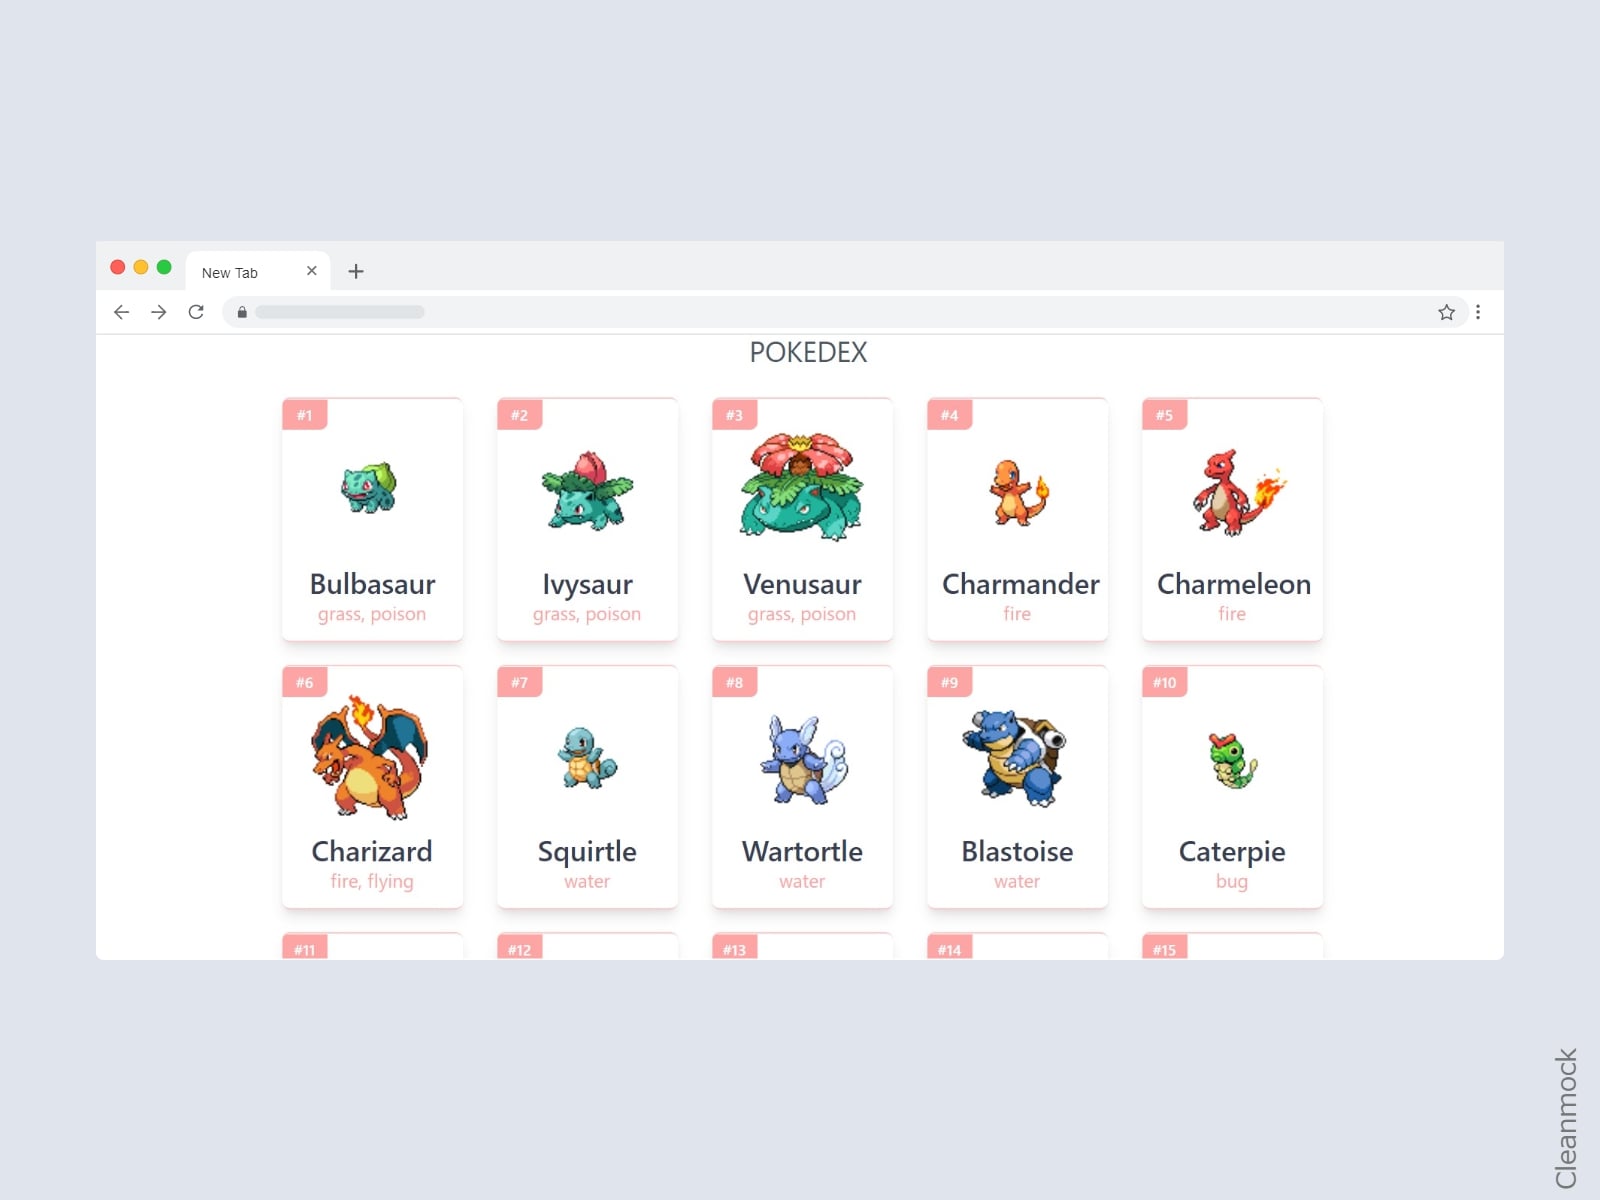 New Tab
POKEDEX
#1
#2
#3
#4
#5
Bulbasaur
Ivysaur
Venusaur
Charmander
Charmeleon
grass, poison
grass, poison
grass, poison
fire
fire
#6
#7
#8
#9
#10
Charizard
Squirtle
Wartortle
Blastoise
Caterpie
fire, flying
water
water
water
bug
#11
#12
#13
#14
#15
Cleanmock